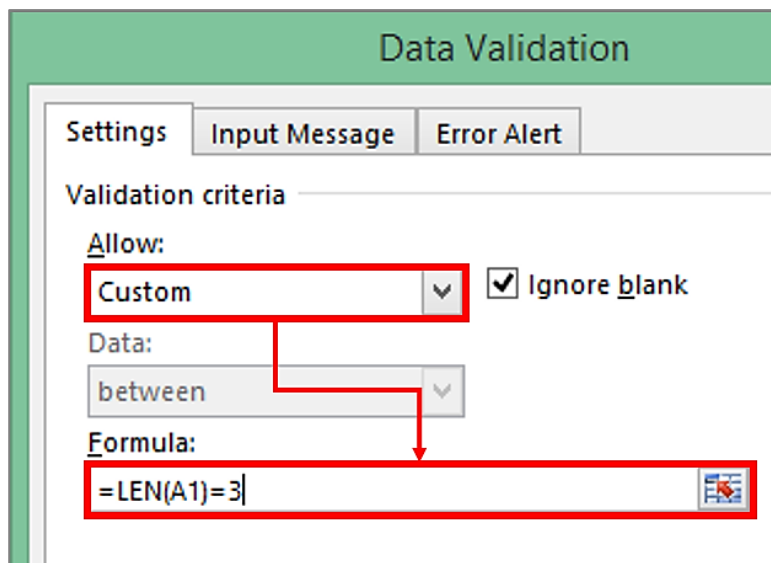 Data Validation
Settings Input Message Error Alert
Validation criteria
Allow:
Custom Ignore blank
Data:
between
Formula:
=LEN(A1)=3